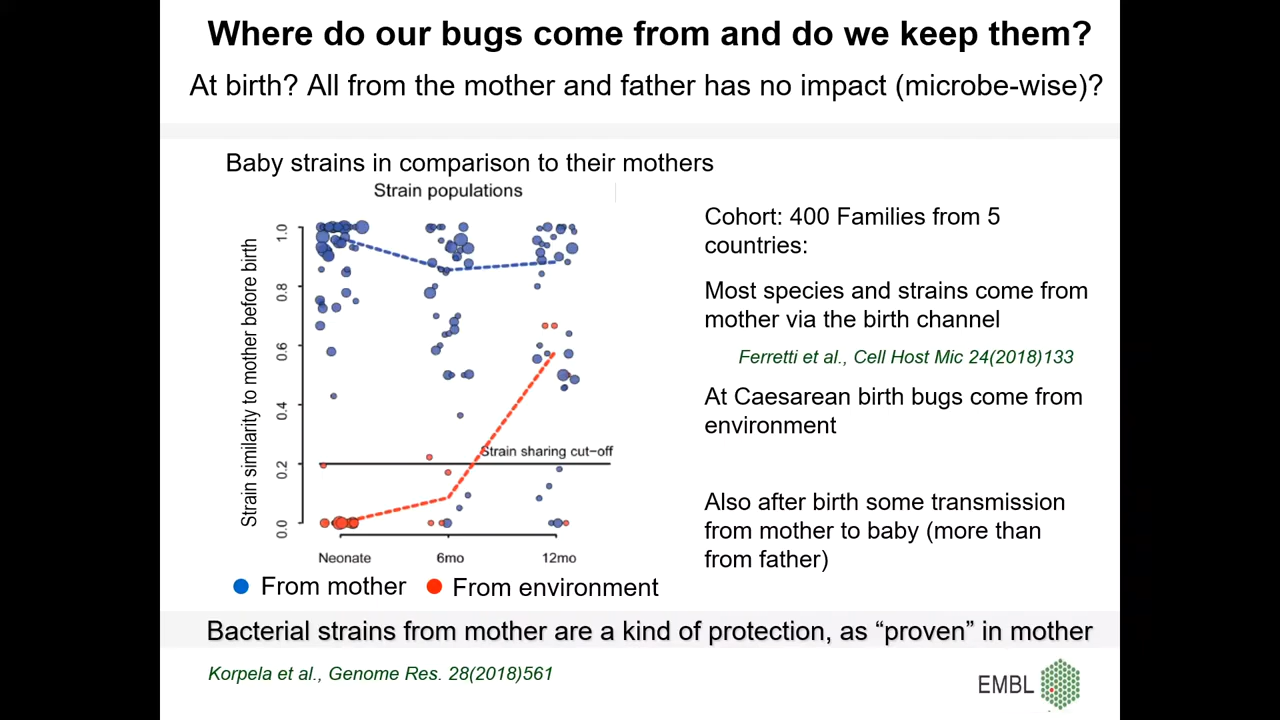 Where do our bugs come from and do we keep them?
At birth? All from the mother and father has no impact (microbe-wise)?
Baby strains in comparison to their mothers
Strain populations
Strain similarity to mother before birth
1.0
0.8
0.6
0.4
0.2
0.0
Strain sharing cut-off
Neonate
6mo
12mo
From mother
From environment
Cohort: 400 Families from 5
countries:
Most species and strains come from
mother via the birth channel
Ferretti et al., Cell Host Mic 24(2018)133
At Caesarean birth bugs come from
environment
Also after birth some transmission
from mother to baby (more than
from father)
Bacterial strains from mother are a kind of protection, as “proven” in mother
Korpela et al., Genome Res. 28(2018)561
EMBL